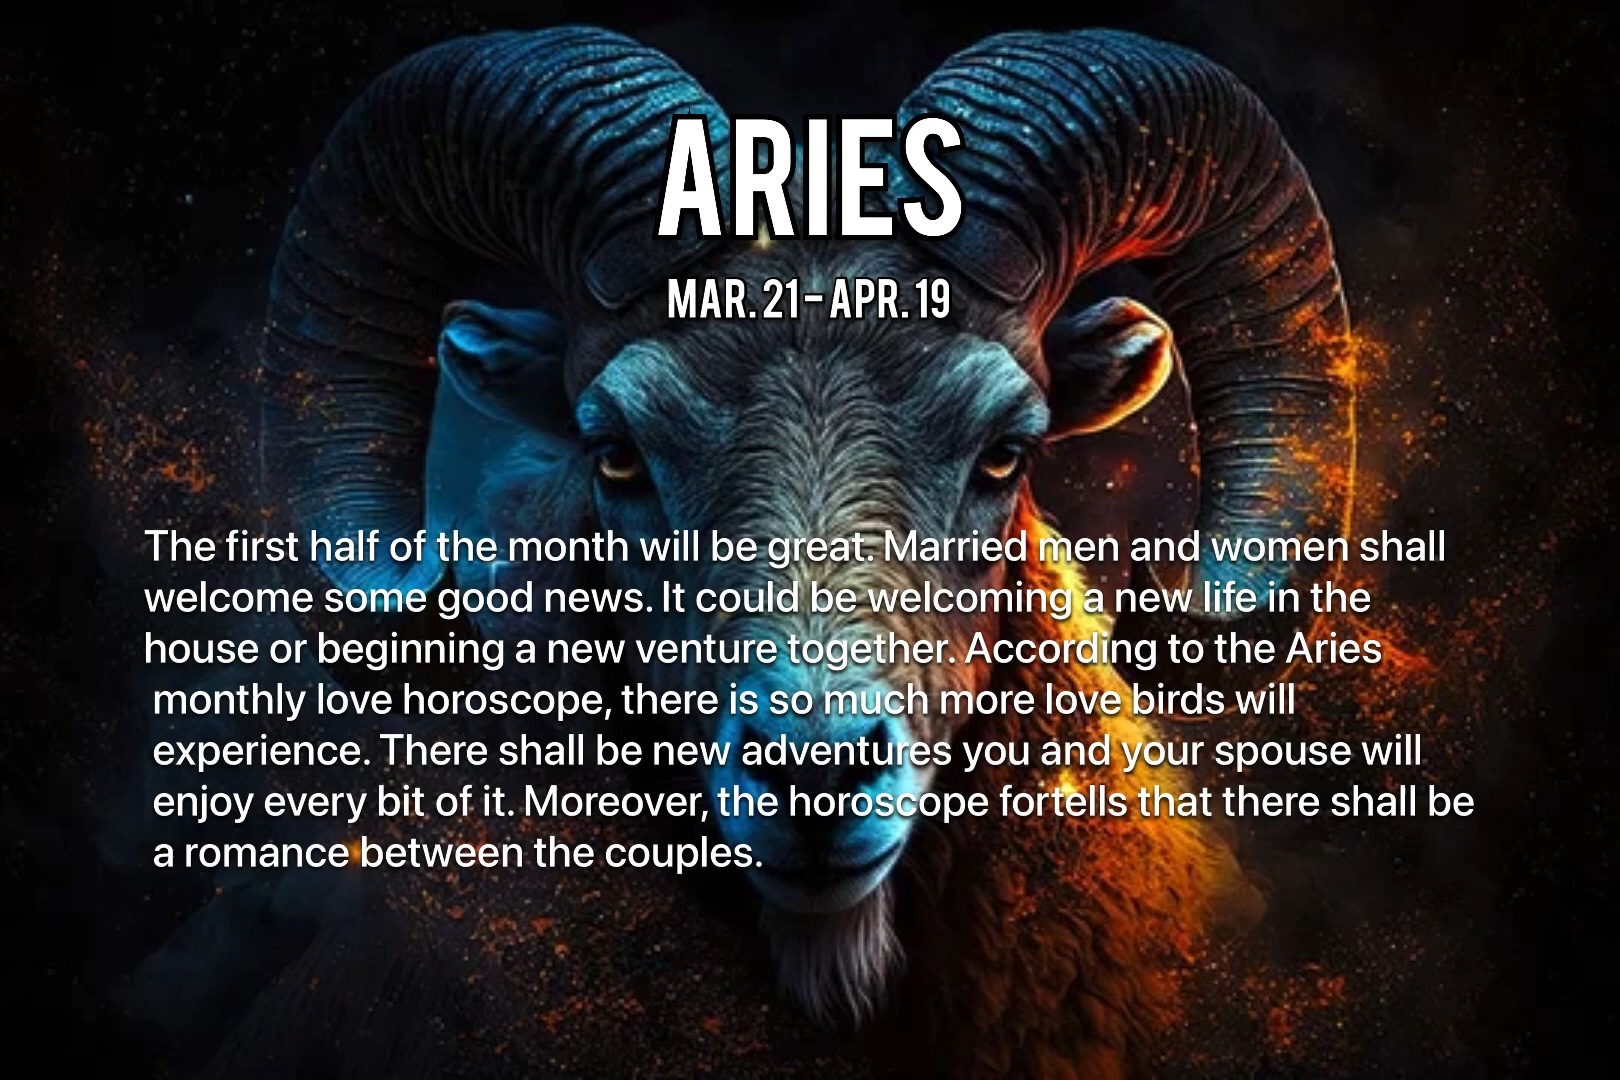 ARIES
MAR. 21 – APR. 19
The first half of the month will be great. Married men and women shall
welcome some good news. It could be welcoming a new life in the
house or beginning a new venture together. According to the Aries
monthly love horoscope, there is so much more love birds will
experience. There shall be new adventures you and your spouse will
enjoy every bit of it. Moreover, the horoscope fortells that there shall be
a romance between the couples.